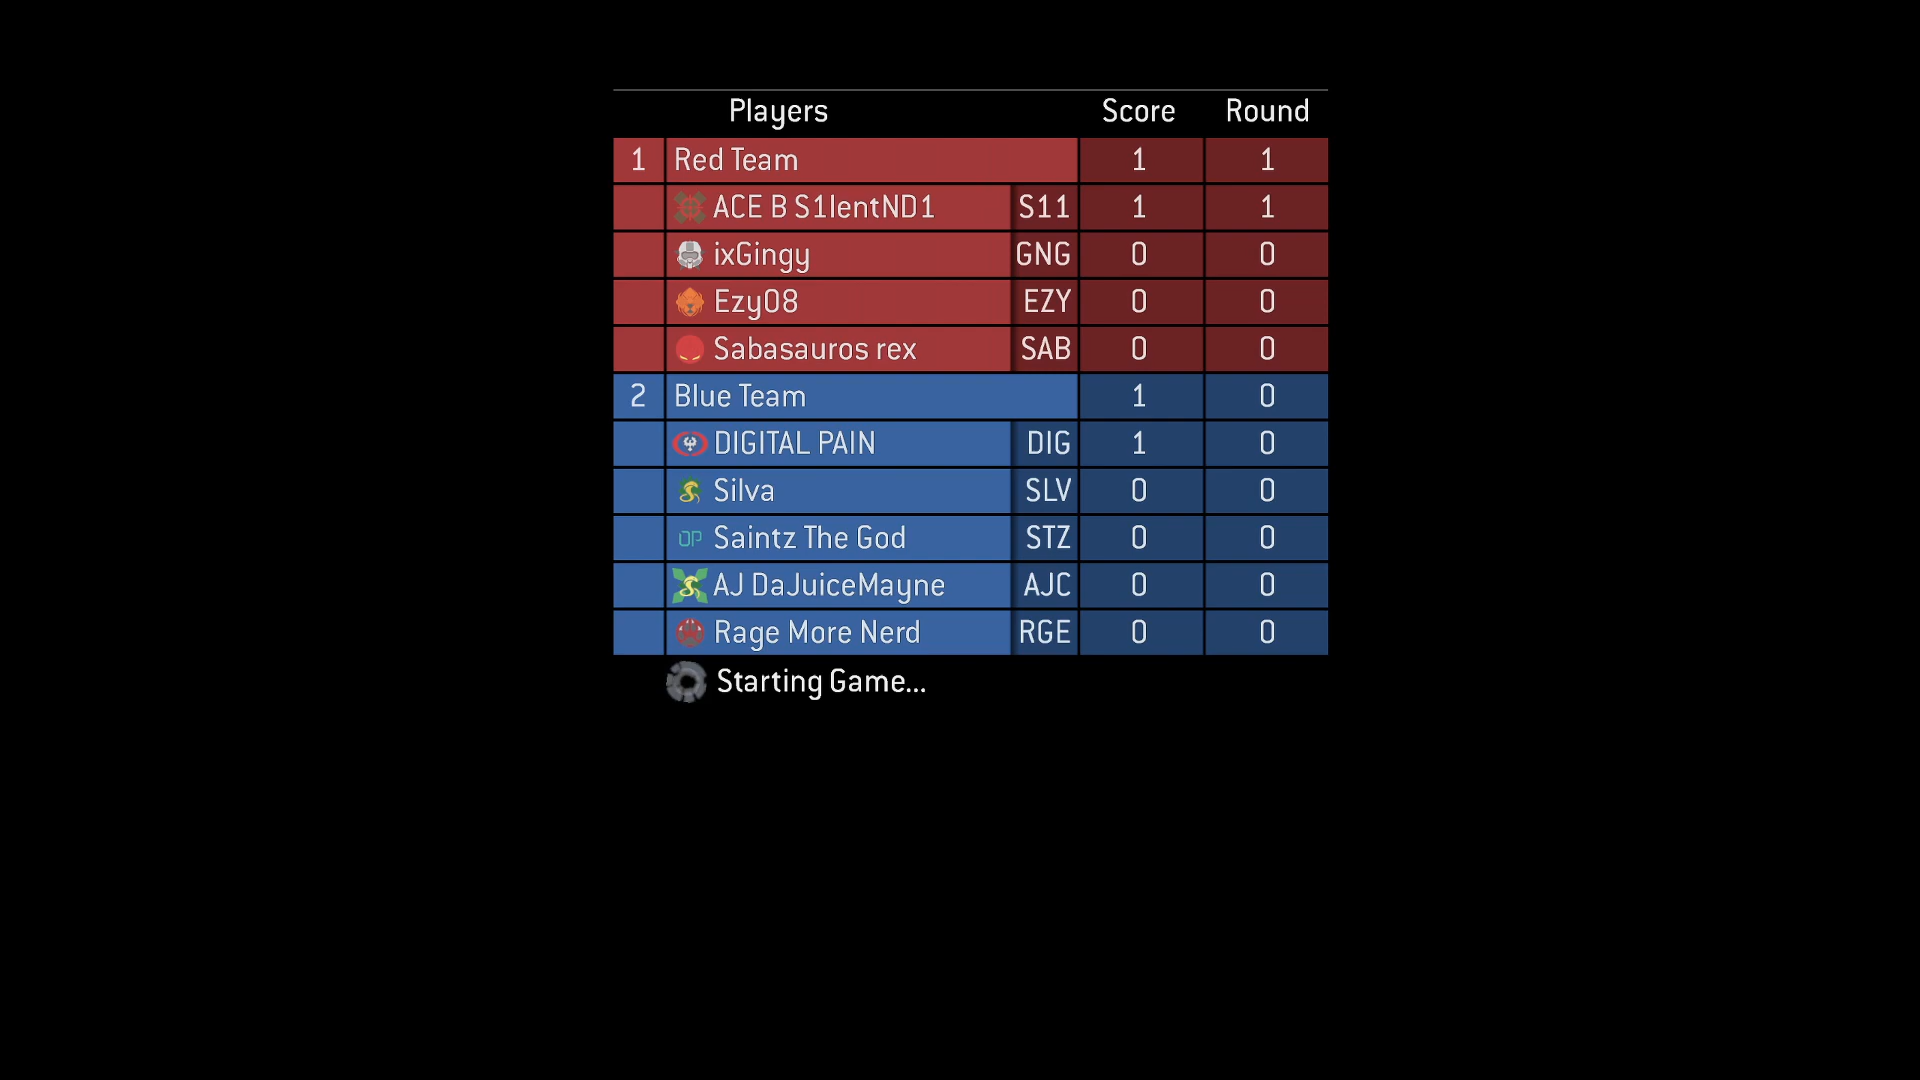 Players Score Round
1 Red Team 1 1
ACE B S1lentND1 S11 1 1
ixGingy GNG 0 0
Ezy08 EZY 0 0
Sabasauros rex SAB 0 0
2 Blue Team 1 0
DIGITAL PAIN DIG 1 0
Silva SLV 0 0
OP Saintz The God STZ 0 0
AJ DaJuiceMayne AJC 0 0
Rage More Nerd RGE 0 0
Starting Game...